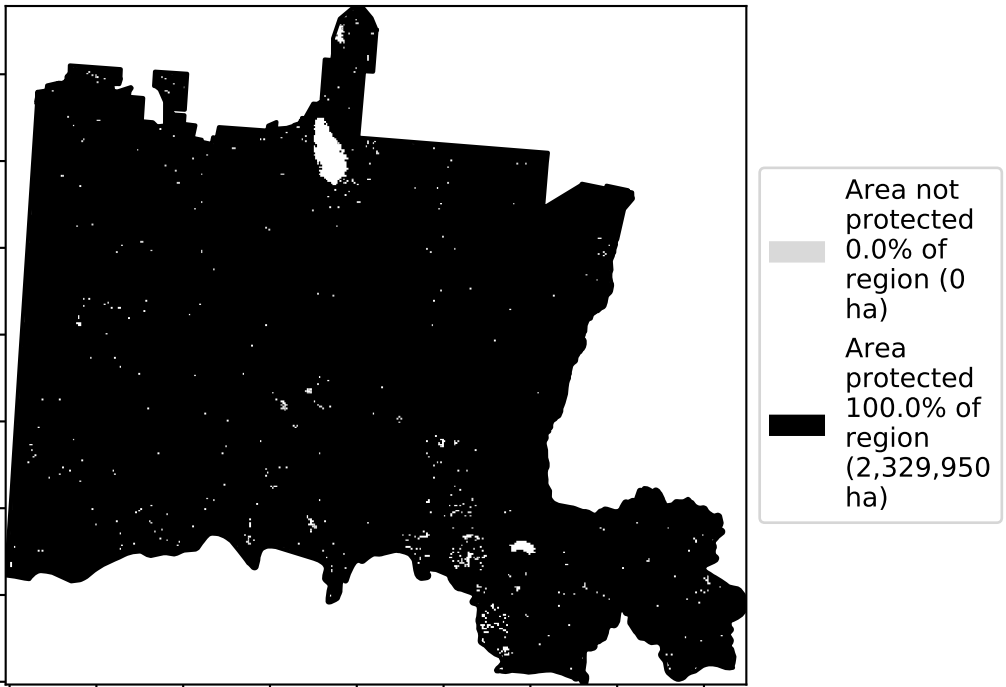 Area not
protected
0.0% of
region (0
ha)
Area
protected
100.0% of
region
(2,329,950
ha)